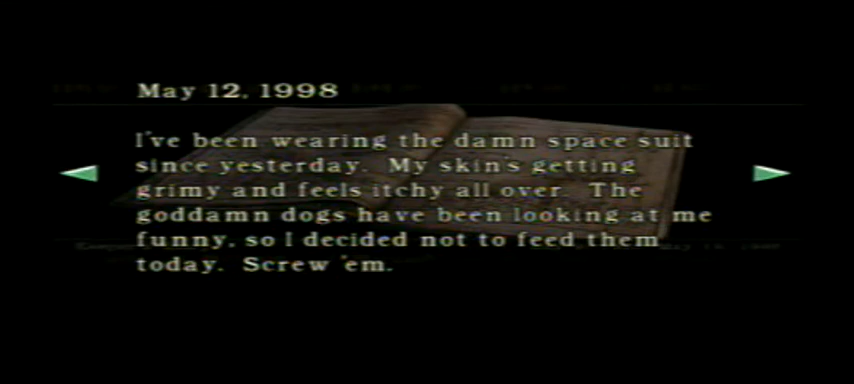 May 12, 1998
I've been wearing the damn space suit
since yesterday. My skin's getting
grimy and feels itchy all over. The
goddamn dogs have been looking at me
funny, so I decided not to feed them
today. Screw 'em.